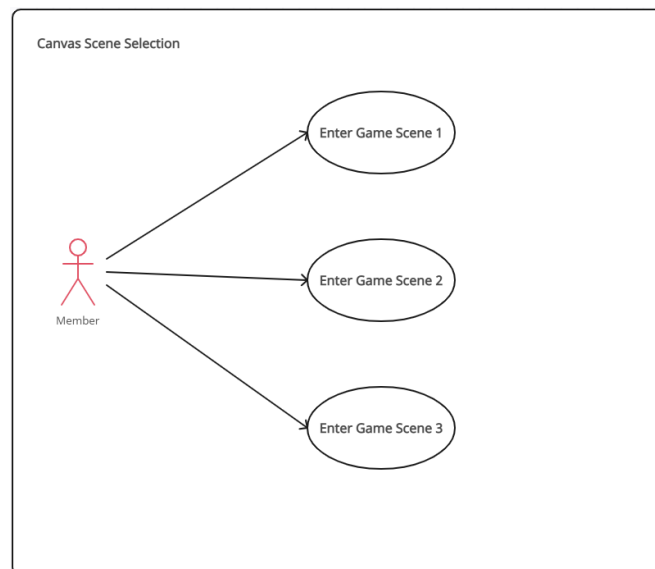 Canvas Scene Selection
Enter Game Scene 1
Enter Game Scene 2
Member
Enter Game Scene 3